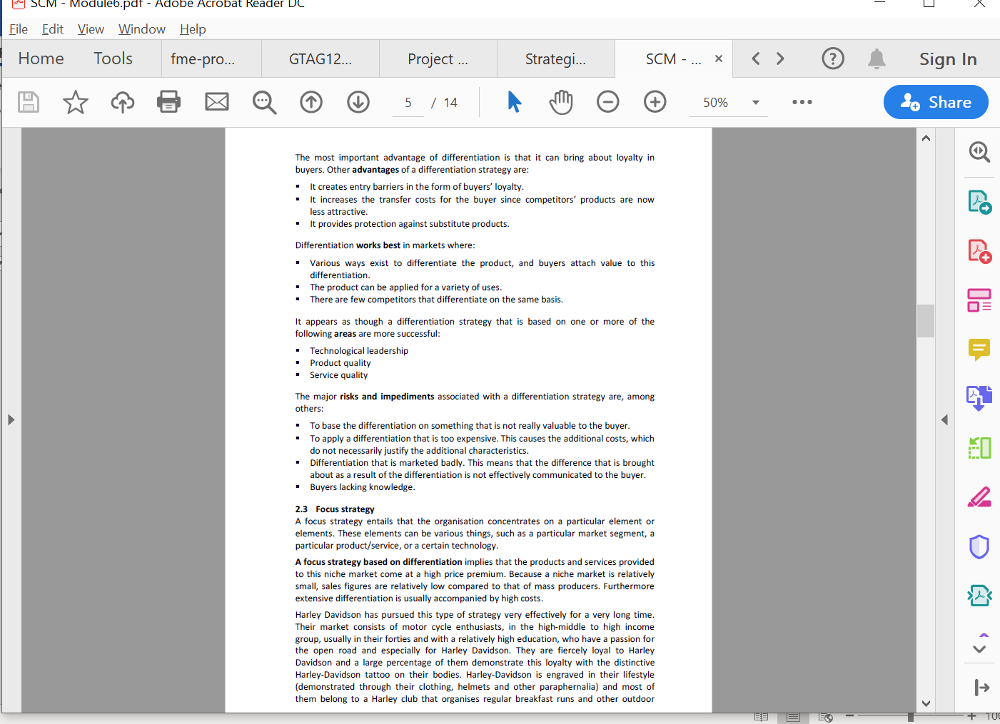 SCM - Module6.pdf - Adobe Acrobat Reader DC
File Edit View Window Help
Home Tools fme-pro... GTAG12... Project ... Strategi... SCM - ... × Sign In
5 / 14 50% Share
The most important advantage of differentiation is that it can bring about loyalty in
buyers. Other advantages of a differentiation strategy are:
▪ It creates entry barriers in the form of buyers’ loyalty.
▪ It increases the transfer costs for the buyer since competitors’ products are now
less attractive.
▪ It provides protection against substitute products.
Differentiation works best in markets where:
▪ Various ways exist to differentiate the product, and buyers attach value to this
differentiation.
▪ The product can be applied for a variety of uses.
▪ There are few competitors that differentiate on the same basis.
It appears as though a differentiation strategy that is based on one or more of the
following areas are more successful:
▪ Technological leadership
▪ Product quality
▪ Service quality
The major risks and impediments associated with a differentiation strategy are, among
others:
▪ To base the differentiation on something that is not really valuable to the buyer.
▪ To apply a differentiation that is too expensive. This causes the additional costs, which
do not necessarily justify the additional characteristics.
▪ Differentiation that is marketed badly. This means that the difference that is brought
about as a result of the differentiation is not effectively communicated to the buyer.
▪ Buyers lacking knowledge.
2.3 Focus strategy
A focus strategy entails that the organisation concentrates on a particular element or
elements. These elements can be various things, such as a particular market segment, a
particular product/service, or a certain technology.
A focus strategy based on differentiation implies that the products and services provided
to this niche market come at a high price premium. Because a niche market is relatively
small, sales figures are relatively low compared to that of mass producers. Furthermore
extensive differentiation is usually accompanied by high costs.
Harley Davidson has pursued this type of strategy very effectively for a very long time.
Their market consists of motor cycle enthusiasts, in the high-middle to high income
group, usually in their forties and with a relatively high education, who have a passion for
the open road and especially for Harley Davidson. They are fiercely loyal to Harley
Davidson and a large percentage of them demonstrate this loyalty with the distinctive
Harley-Davidson tattoo on their bodies. Harley-Davidson is engraved in their lifestyle
(demonstrated through their clothing, helmets and other paraphernalia) and most of
them belong to a Harley club that organises regular breakfast runs and other outdoor